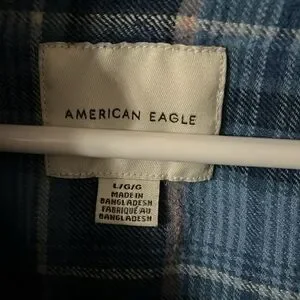 AMERICAN EAGLE
L/G/G
MADE IN
BANGLADESH
FABRIQUÉ AU
BANGLADESH